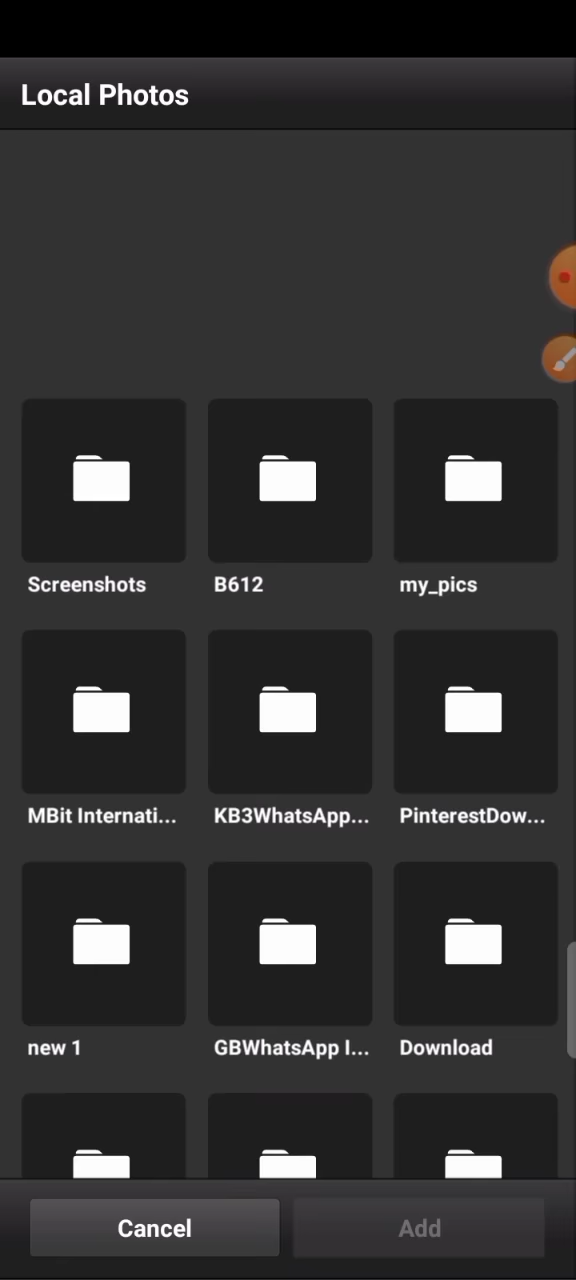 Local Photos
Screenshots
B612
my_pics
MBit Internati...
KB3WhatsApp...
PinterestDow...
new 1
GBWhatsApp I...
Download
Cancel
Add